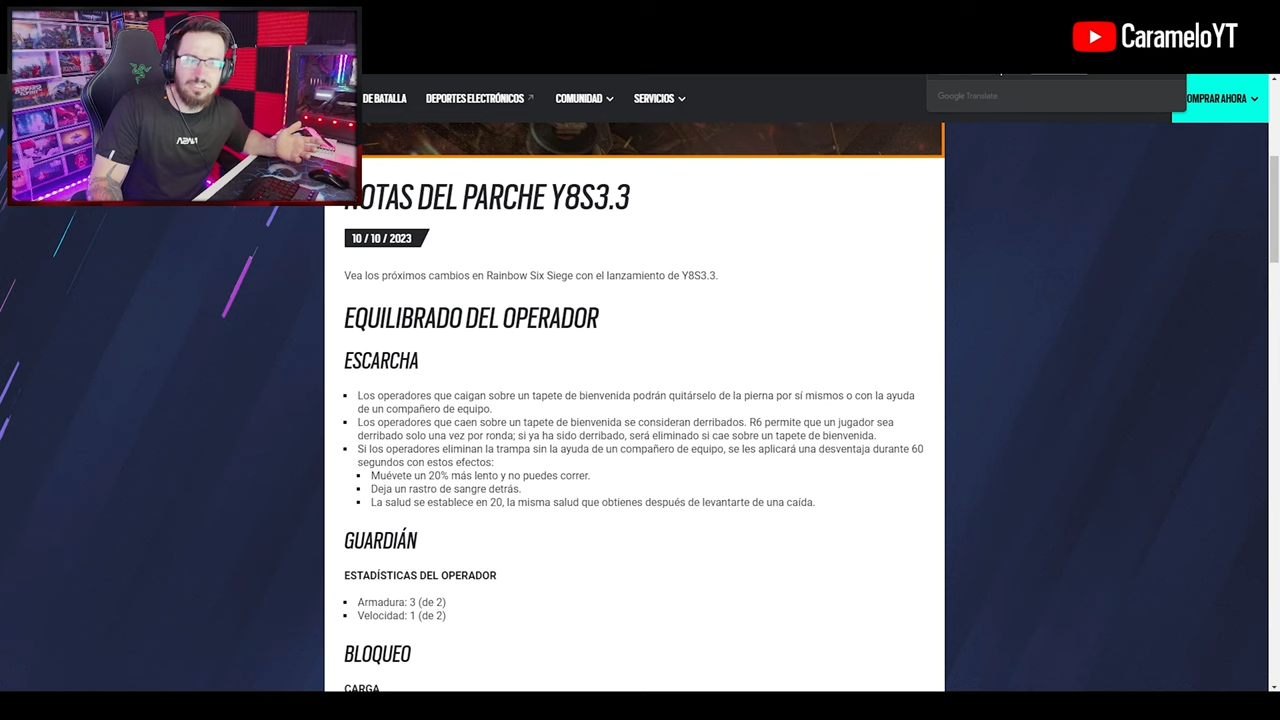 CarameloYT
DE BATALLA
DEPORTES ELECTRÓNICOS
COMUNIDAD
SERVICIOS
Google Translate
OMPRAR AHORA
NOTAS DEL PARCHE Y8S3.3
10 / 10 / 2023
Vea los próximos cambios en Rainbow Six Siege con el lanzamiento de Y8S3.3.
EQUILIBRADO DEL OPERADOR
ESCARCHA
Los operadores que caigan sobre un tapete de bienvenida podrán quitárselo de la pierna por sí mismos o con la ayuda
de un compañero de equipo.
Los operadores que caen sobre un tapete de bienvenida se consideran derribados. R6 permite que un jugador sea
derribado solo una vez por ronda; si ya ha sido derribado, será eliminado si cae sobre un tapete de bienvenida.
Si los operadores eliminan la trampa sin la ayuda de un compañero de equipo, se les aplicará una desventaja durante 60
segundos con estos efectos:
Muévete un 20% más lento y no puedes correr.
Deja un rastro de sangre detrás.
La salud se establece en 20, la misma salud que obtienes después de levantarte de una caída.
GUARDIÁN
ESTADÍSTICAS DEL OPERADOR
Armadura: 3 (de 2)
Velocidad: 1 (de 2)
BLOQUEO
CARGA